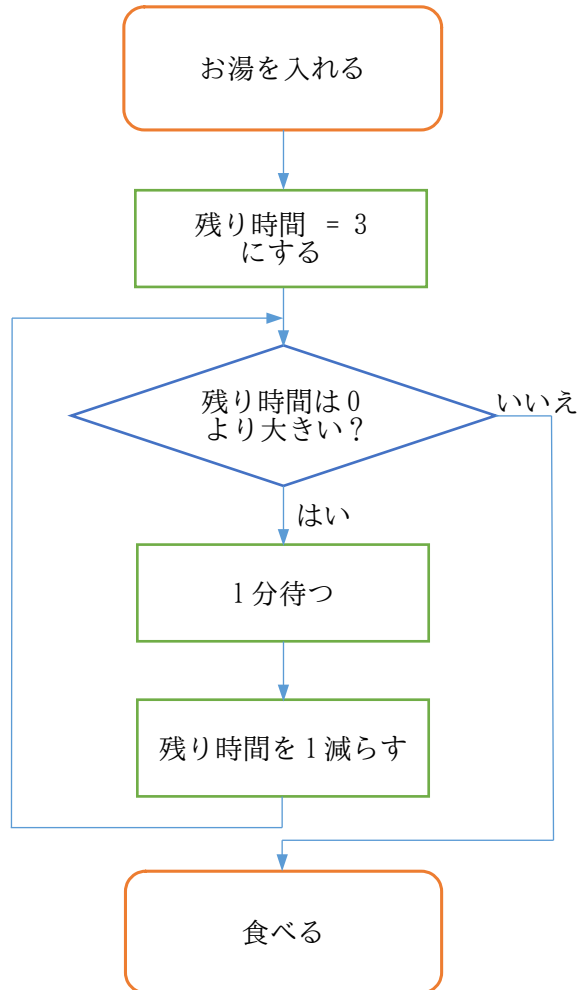 お湯を入れる
残り時間 = 3
にする
残り時間は0
より大きい?
いいえ
はい
1分待つ
残り時間を1減らす
食べる